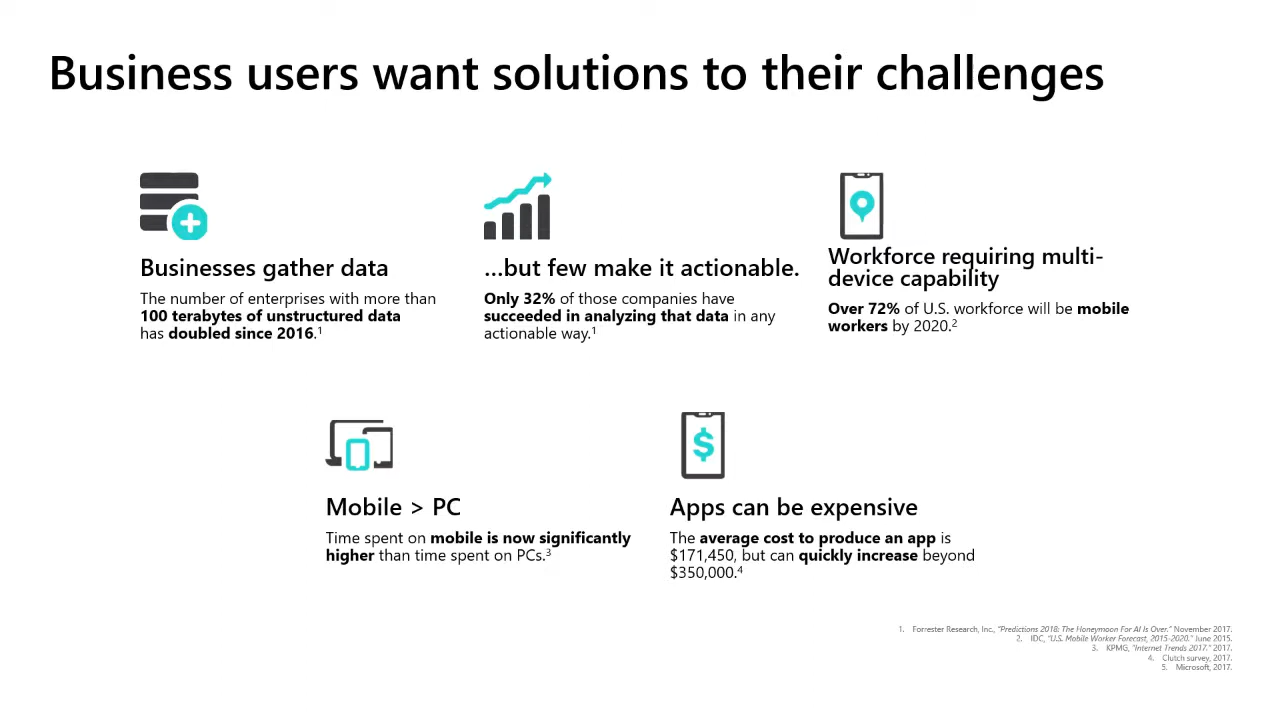 Business users want solutions to their challenges
Businesses gather data
The number of enterprises with more than
100 terabytes of unstructured data
has doubled since 2016.¹
...but few make it actionable.
Only 32% of those companies have
succeeded in analyzing that data in any
actionable way.¹
Workforce requiring multi-
device capability
Over 72% of U.S. workforce will be mobile
workers by 2020.²
Mobile > PC
Time spent on mobile is now significantly
higher than time spent on PCs.³
Apps can be expensive
$
The average cost to produce an app is
$171,450, but can quickly increase beyond
$350,000.⁴
1. Forrester Research, Inc., "Predictions 2018: The Honeymoon For AI Is Over." November 2017.
2. IDC, "U.S. Mobile Worker Forecast, 2015-2020." June 2015.
3. KPMG, "Internet Trends 2017." 2017.
4. Clutch survey, 2017.
5. Microsoft, 2017.